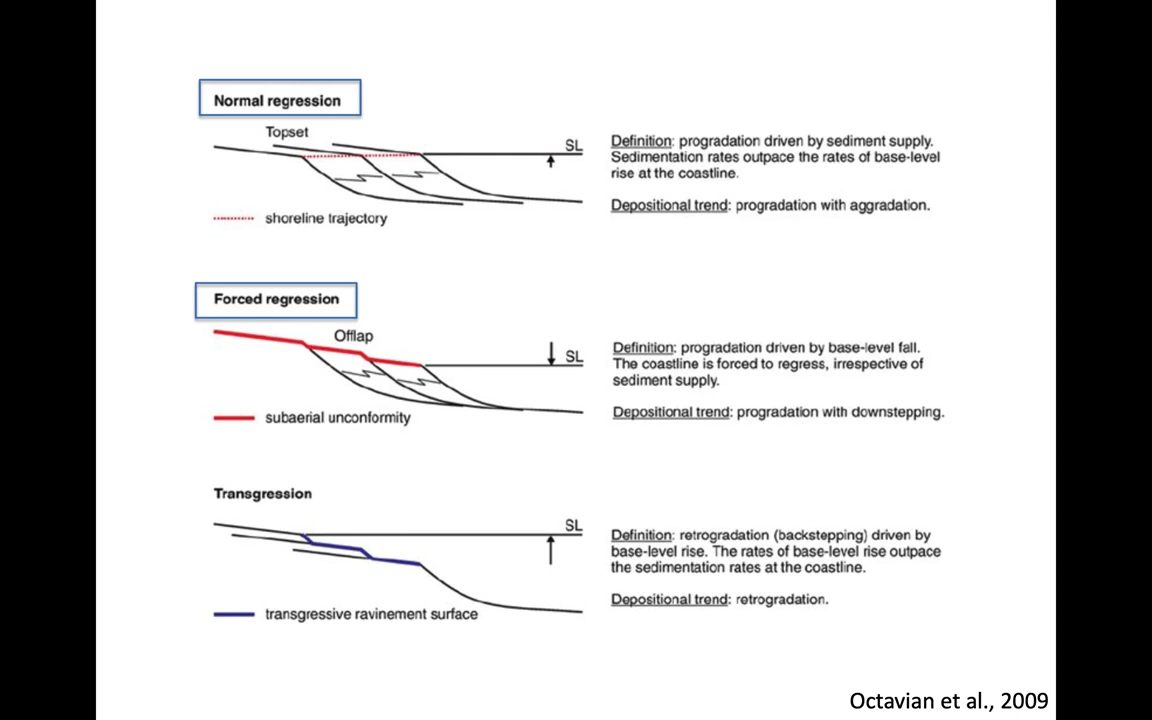 Normal regression
Topset
SL
shoreline trajectory
Definition: progradation driven by sediment supply.
Sedimentation rates outpace the rates of base-level
rise at the coastline.
Depositional trend: progradation with aggradation.
Forced regression
Offlap
SL
subaerial unconformity
Definition: progradation driven by base-level fall.
The coastline is forced to regress, irrespective of
sediment supply.
Depositional trend: progradation with downstepping.
Transgression
SL
transgressive ravinement surface
Definition: retrogradation (backstepping) driven by
base-level rise. The rates of base-level rise outpace
the sedimentation rates at the coastline.
Depositional trend: retrogradation.
Octavian et al., 2009